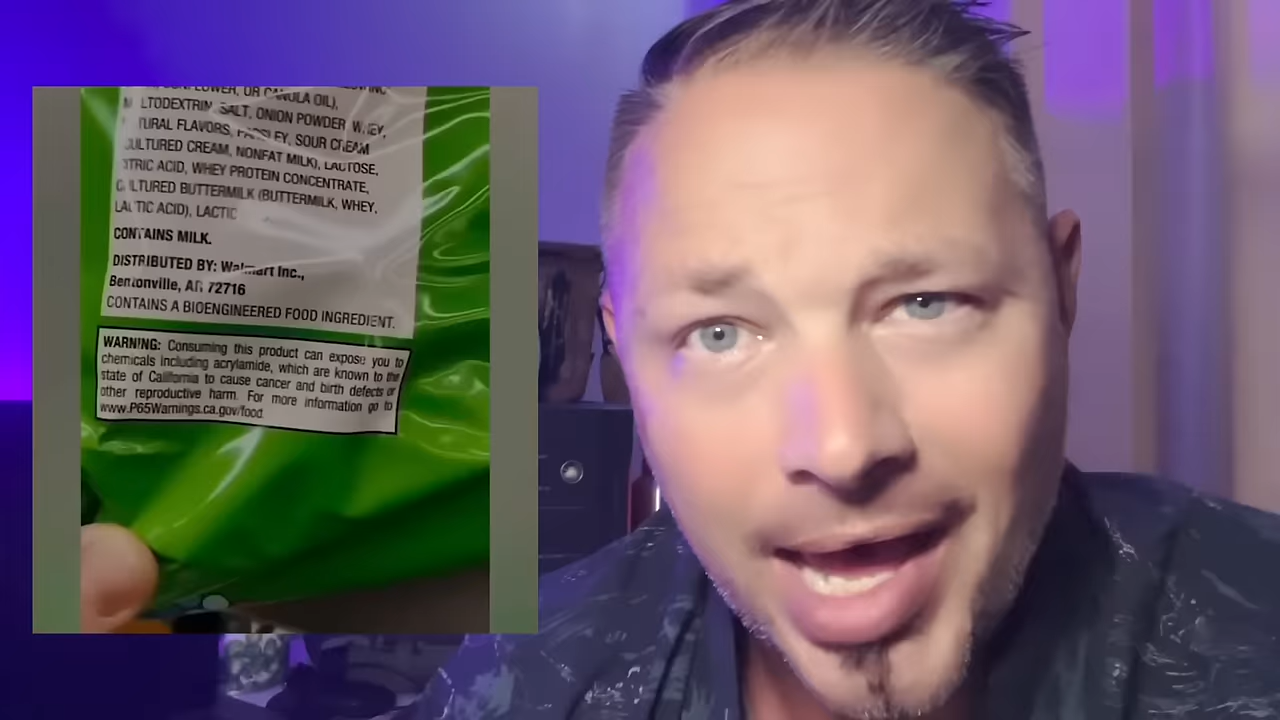 OR CANOLA OIL),
SALT, ONION POWDER, WHEY,
FLAVORS, PARSLEY, SOUR CREAM
CULTURED CREAM, NONFAT MILK), LACTOSE,
ACID, WHEY PROTEIN CONCENTRATE,
CULTURED BUTTERMILK (BUTTERMILK, WHEY,
LACTIC ACID), LACTIC
CONTAINS MILK.
DISTRIBUTED BY: Walmart Inc.,
Bentonville, AR 72716
CONTAINS A BIOENGINEERED FOOD INGREDIENT.
WARNING: Consuming this product can expose you to
chemicals including acrylamide, which are known to the
state of California to cause cancer and birth defects or
other reproductive harm. For more information go to
www.P65Warnings.ca.gov/food